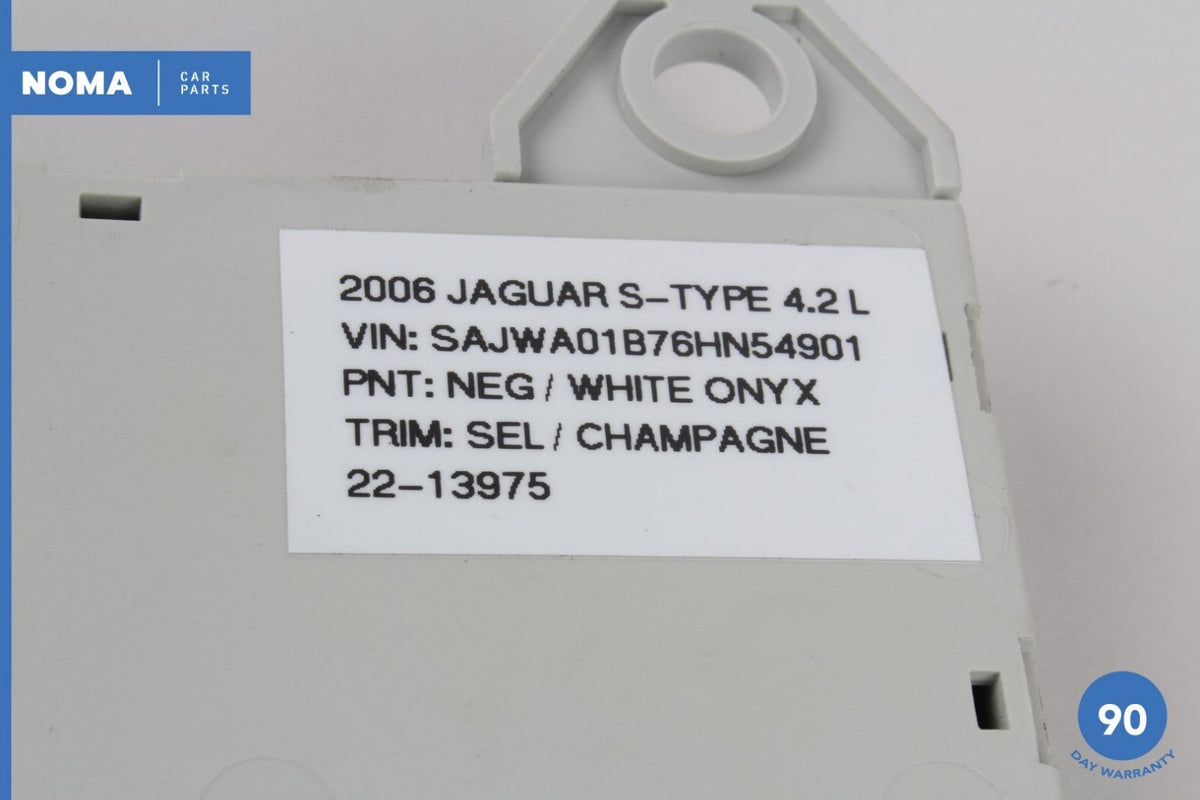 NOMA
CAR
PARTS
2006 JAGUAR S-TYPE 4.2 L
VIN: SAJWA01B76HN54901
PNT: NEG / WHITE ONYX
TRIM: SEL / CHAMPAGNE
22-13975
90
DAY WARRANTY